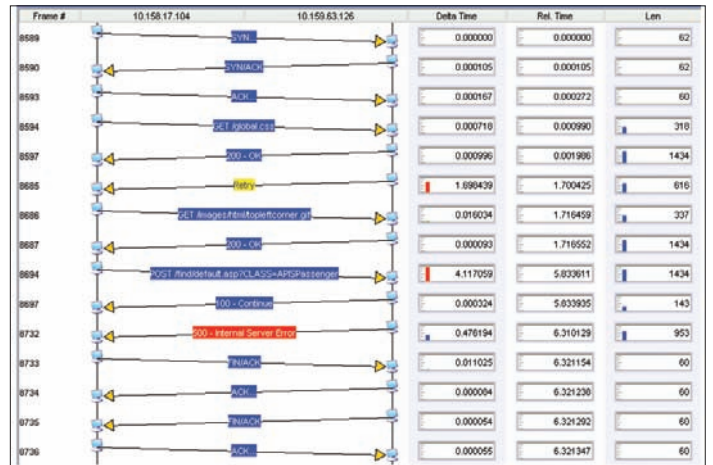 Frame # 10.158.17.104 10.159.63.126 Delta Time Rel. Time Len
8589 SYN 0.000000 0.000000 62
8590 SYN/ACK 0.000105 0.000105 62
8593 ACK 0.000167 0.000272 60
8594 GET /global.css 0.000718 0.000990 318
8597 200 - OK 0.000996 0.001986 1434
8685 Retry 1.698439 1.700425 616
8686 GET /images/html/topleftcorner.gif 0.016034 1.716459 337
8687 200 - OK 0.000093 1.716552 1434
8694 POST /find/default.asp?CLASS=APISPassenger 4.117059 5.833611 1434
8697 100 - Continue 0.000324 5.833935 143
8732 500 - Internal Server Error 0.476194 6.310129 953
8733 FIN/ACK 0.011025 6.321154 60
8734 ACK 0.000084 6.321238 60
8735 FIN/ACK 0.000054 6.321292 60
8736 ACK 0.000055 6.321347 60